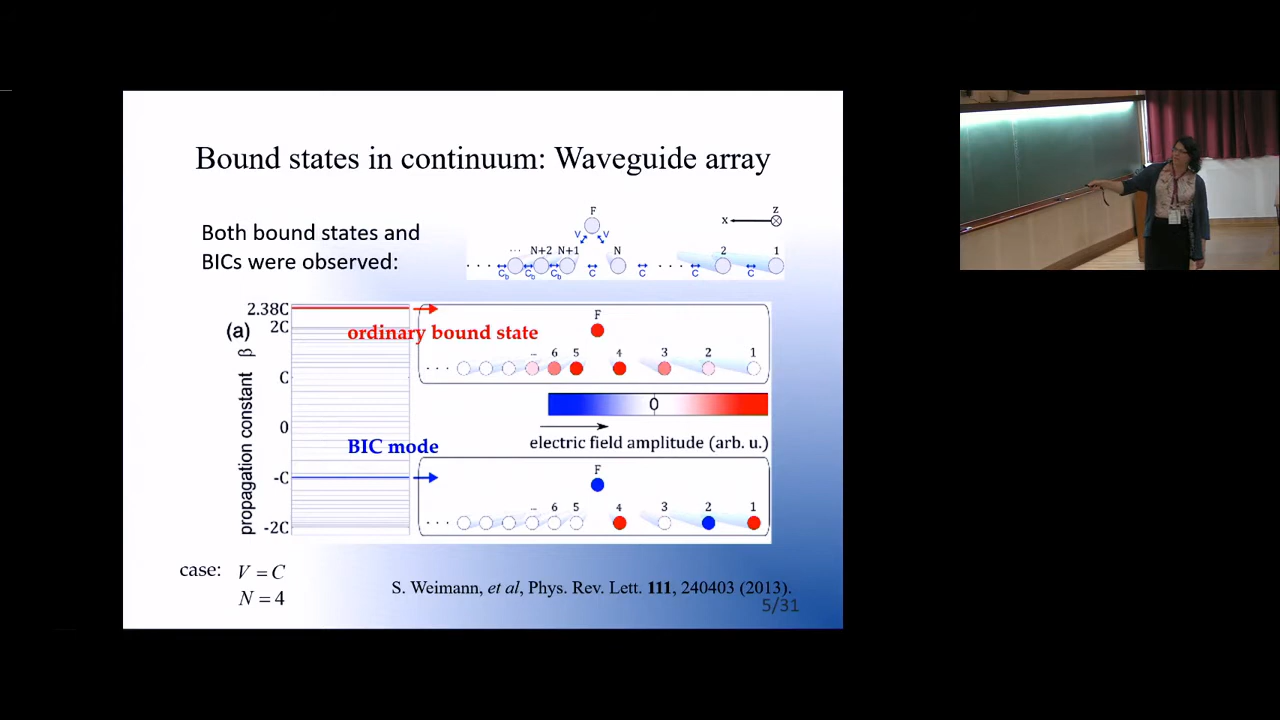 Bound states in continuum: Waveguide array
Both bound states and
BICs were observed:
F
z
x
V V
... N+2 N+1 N 2 1
. . . C_b C_b C_b C C . . . C C
(a)
propagation constant β
2.38C
2C
C
0
-C
-2C
ordinary bound state
F
... 6 5 4 3 2 1
. . .
0
electric field amplitude (arb. u.)
BIC mode
F
... 6 5 4 3 2 1
. . .
case: V = C
N = 4
S. Weimann, et al, Phys. Rev. Lett. 111, 240403 (2013).
5/31